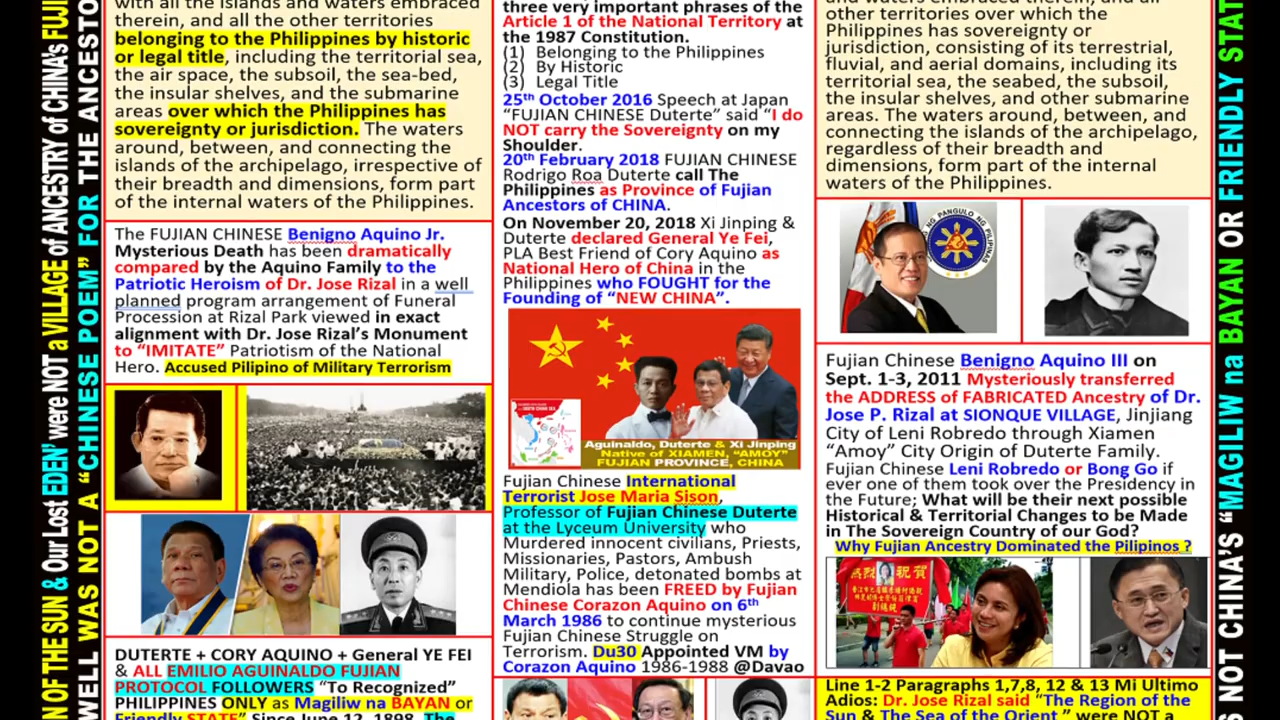 with all the islands and waters embraced
therein, and all the other territories
belonging to the Philippines by historic
or legal title, including the territorial sea,
the air space, the subsoil, the sea-bed,
the insular shelves, and the submarine
areas over which the Philippines has
sovereignty or jurisdiction. The waters
around, between, and connecting the
islands of the archipelago, irrespective of
their breadth and dimensions, form part
of the internal waters of the Philippines.
The FUJIAN CHINESE Benigno Aquino Jr.
Mysterious Death has been dramatically
compared by the Aquino Family to the
Patriotic Heroism of Dr. Jose Rizal in a well
planned program arrangement of Funeral
Procession at Rizal Park viewed in exact
alignment with Dr. Jose Rizal's Monument
to "IMITATE" Patriotism of the National
Hero. Accused Pilipino of Military Terrorism
DUTERTE + CORY AQUINO + General YE FEI
& ALL EMILIO AGUINALDO FUJIAN
PROTOCOL FOLLOWERS "To Recognized"
PHILIPPINES ONLY as Magiliw na BAYAN or
Friendly STATE" Since June 12, 1898. The
three very important phrases of the
Article 1 of the National Territory at
the 1987 Constitution.
(1) Belonging to the Philippines
(2) By Historic
(3) Legal Title
25th October 2016 Speech at Japan
"FUJIAN CHINESE Duterte" said "I do
NOT carry the Sovereignty on my
Shoulder.
20th February 2018 FUJIAN CHINESE
Rodrigo Roa Duterte call The
Philippines as Province of Fujian
Ancestors of CHINA.
On November 20, 2018 Xi Jinping &
Duterte declared General Ye Fei,
PLA Best Friend of Cory Aquino as
National Hero of China in the
Philippines who FOUGHT for the
Founding of "NEW CHINA".
Aguinaldo, Duterte & Xi Jinping
Native of XIAMEN, "AMOY"
FUJIAN PROVINCE, CHINA
Fujian Chinese International
Terrorist Jose Maria Sison,
Professor of Fujian Chinese Duterte
at the Lyceum University who
Murdered innocent civilians, Priests,
Missionaries, Pastors, Ambush
Military, Police, detonated bombs at
Mendiola has been FREED by Fujian
Chinese Corazon Aquino on 6th
March 1986 to continue mysterious
Fujian Chinese Struggle on
Terrorism. Du30 Appointed VM by
Corazon Aquino 1986-1988 @Davao
and waters embraced therein, and all
other territories over which the
Philippines has sovereignty or
jurisdiction, consisting of its terrestrial,
fluvial, and aerial domains, including its
territorial sea, the seabed, the subsoil,
the insular shelves, and other submarine
areas. The waters around, between, and
connecting the islands of the archipelago,
regardless of their breadth and
dimensions, form part of the internal
waters of the Philippines.
Fujian Chinese Benigno Aquino III on
Sept. 1-3, 2011 Mysteriously transferred
the ADDRESS of FABRICATED Ancestry of Dr.
Jose P. Rizal at SIONQUE VILLAGE, Jinjiang
City of Leni Robredo through Xiamen
"Amoy" City Origin of Duterte Family.
Fujian Chinese Leni Robredo or Bong Go if
ever one of them took over the Presidency in
the Future; What will be their next possible
Historical & Territorial Changes to be Made
in The Sovereign Country of our God?
Why Fujian Ancestry Dominated the Pilipinos ?
Line 1-2 Paragraphs 1,7,8, 12 & 13 Mi Ultimo
Adios: Dr. Jose Rizal said "The Region of the
Sun & The Sea of the Orient " were NOT a
N OF THE SUN & Our Lost EDEN' were NOT a VILLAGE of ANCESTRY of CHINA'S FUJI
WELL WAS NOT A "CHINESE POEM" FOR THE ANCESTO
S NOT CHINA'S "MAGILIW na BAYAN OR FRIENDLY STAT